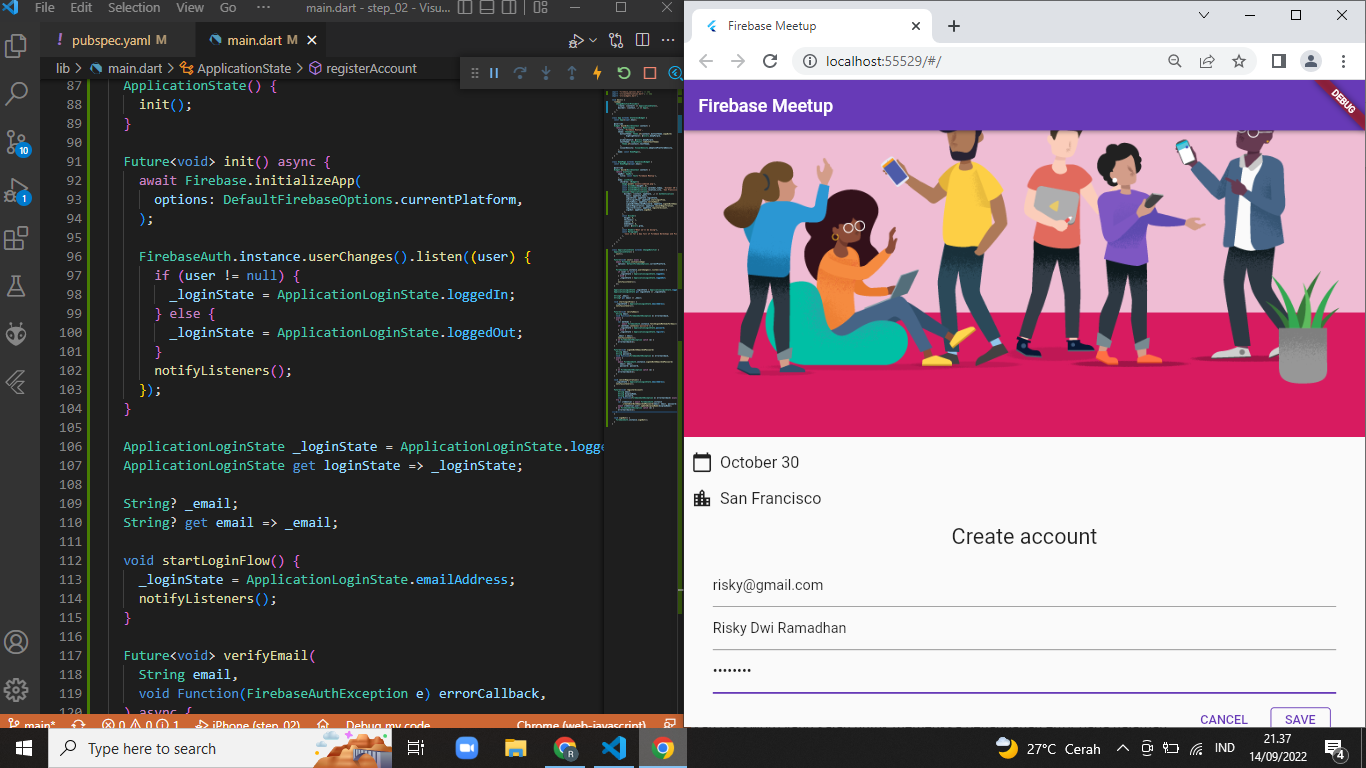 File Edit Selection View Go ··· main.dart - step_02 - Visu...
! pubspec.yaml M main.dart M
lib > main.dart > ApplicationState > registerAccount
87 ApplicationState() {
88 init();
89 }
90
91 Future<void> init() async {
92 await Firebase.initializeApp(
93 options: DefaultFirebaseOptions.currentPlatform,
94 );
95
96 FirebaseAuth.instance.userChanges().listen((user) {
97 if (user != null) {
98 _loginState = ApplicationLoginState.loggedIn;
99 } else {
100 _loginState = ApplicationLoginState.loggedOut;
101 }
102 notifyListeners();
103 });
104 }
105
106 ApplicationLoginState _loginState = ApplicationLoginState.logge
107 ApplicationLoginState get loginState => _loginState;
108
109 String? _email;
110 String? get email => _email;
111
112 void startLoginFlow() {
113 _loginState = ApplicationLoginState.emailAddress;
114 notifyListeners();
115 }
116
117 Future<void> verifyEmail(
118 String email,
119 void Function(FirebaseAuthException e) errorCallback,
120 ) async {
10
1
main* 0 0 1 iPhone (step_02) Debug my code Chrome (web-javascript)
Firebase Meetup
localhost:55529/#/
Firebase Meetup
DEBUG
October 30
San Francisco
Create account
risky@gmail.com
Risky Dwi Ramadhan
••••••••
CANCEL SAVE
Type here to search
R
27°C Cerah IND 21.37
14/09/2022 4